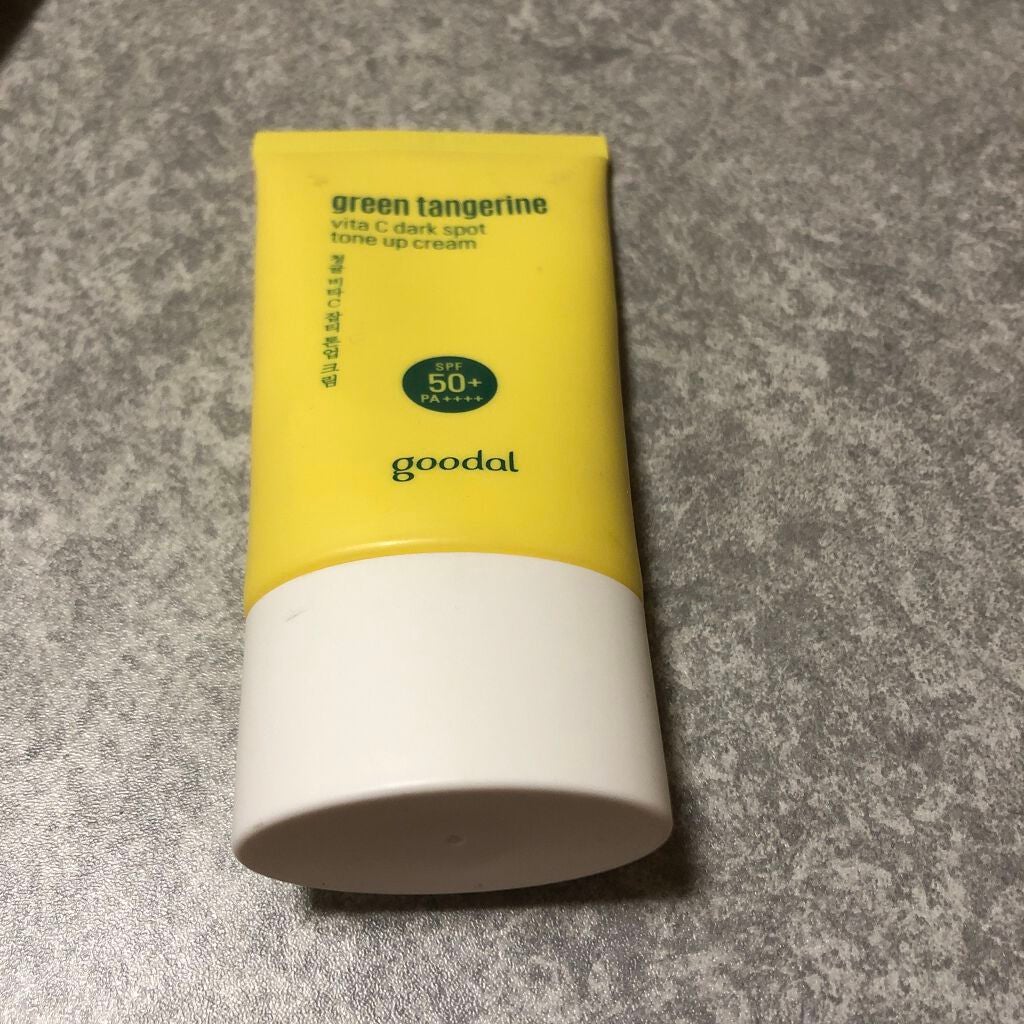 green tangerine
vita C dark spot
tone up cream
청귤 비타C 잡티 톤업 크림
SPF
50+
PA++++
goodal